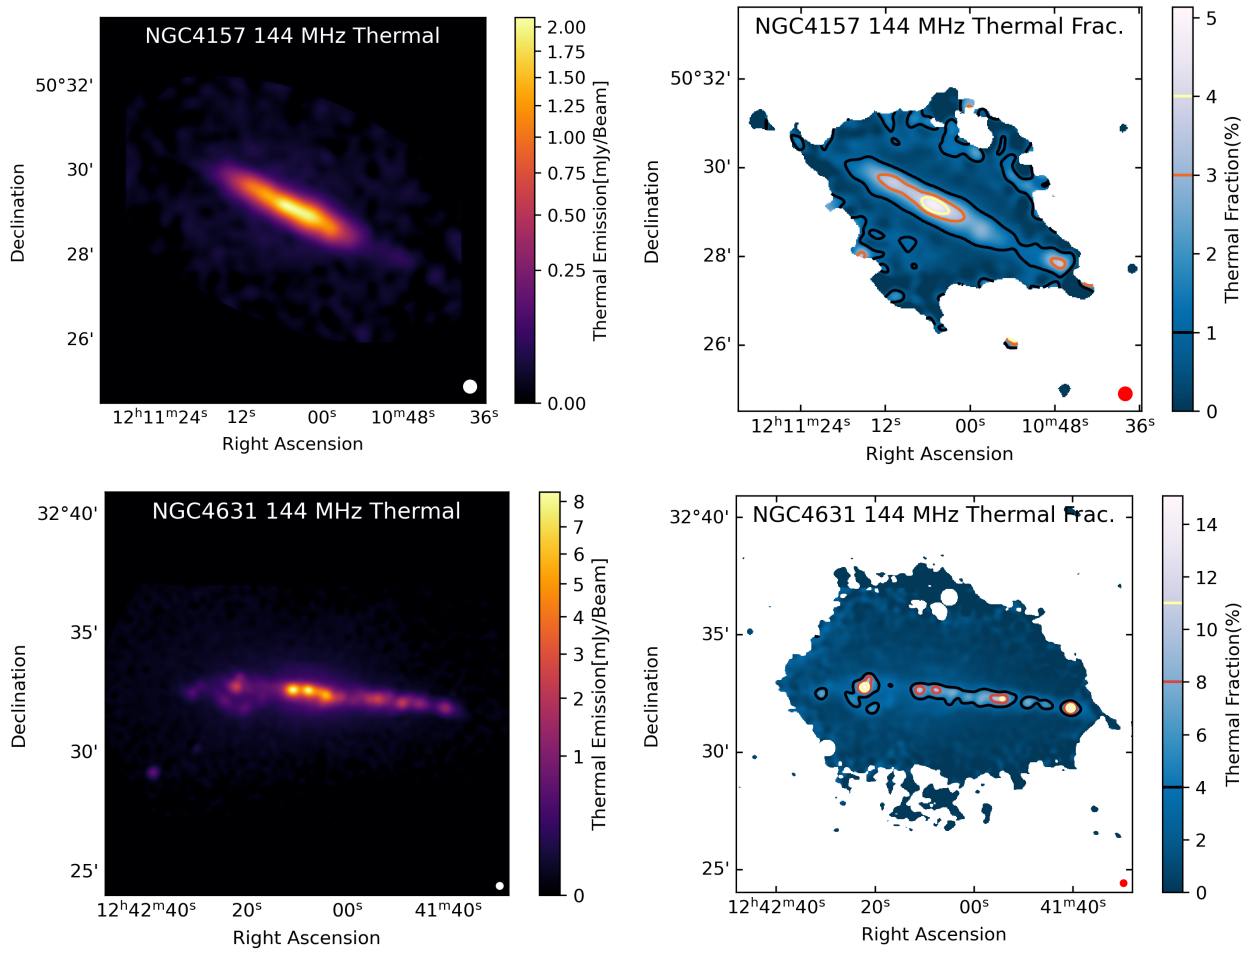 NGC4157 144 MHz Thermal
50°32'
30'
28'
26'
Declination
12ʰ11ᵐ24ˢ 12ˢ 00ˢ 10ᵐ48ˢ 36ˢ
Right Ascension
2.00
1.75
1.50
1.25
1.00
0.75
0.50
0.25
0.00
Thermal Emission[mJy/Beam]
NGC4157 144 MHz Thermal Frac.
50°32'
30'
28'
26'
Declination
12ʰ11ᵐ24ˢ 12ˢ 00ˢ 10ᵐ48ˢ 36ˢ
Right Ascension
5
4
3
2
1
0
Thermal Fraction(%)
NGC4631 144 MHz Thermal
32°40'
35'
30'
25'
Declination
12ʰ42ᵐ40ˢ 20ˢ 00ˢ 41ᵐ40ˢ
Right Ascension
8
7
6
5
4
3
2
1
0
Thermal Emission[mJy/Beam]
NGC4631 144 MHz Thermal Frac.
32°40'
35'
30'
25'
Declination
12ʰ42ᵐ40ˢ 20ˢ 00ˢ 41ᵐ40ˢ
Right Ascension
14
12
10
8
6
4
2
0
Thermal Fraction(%)